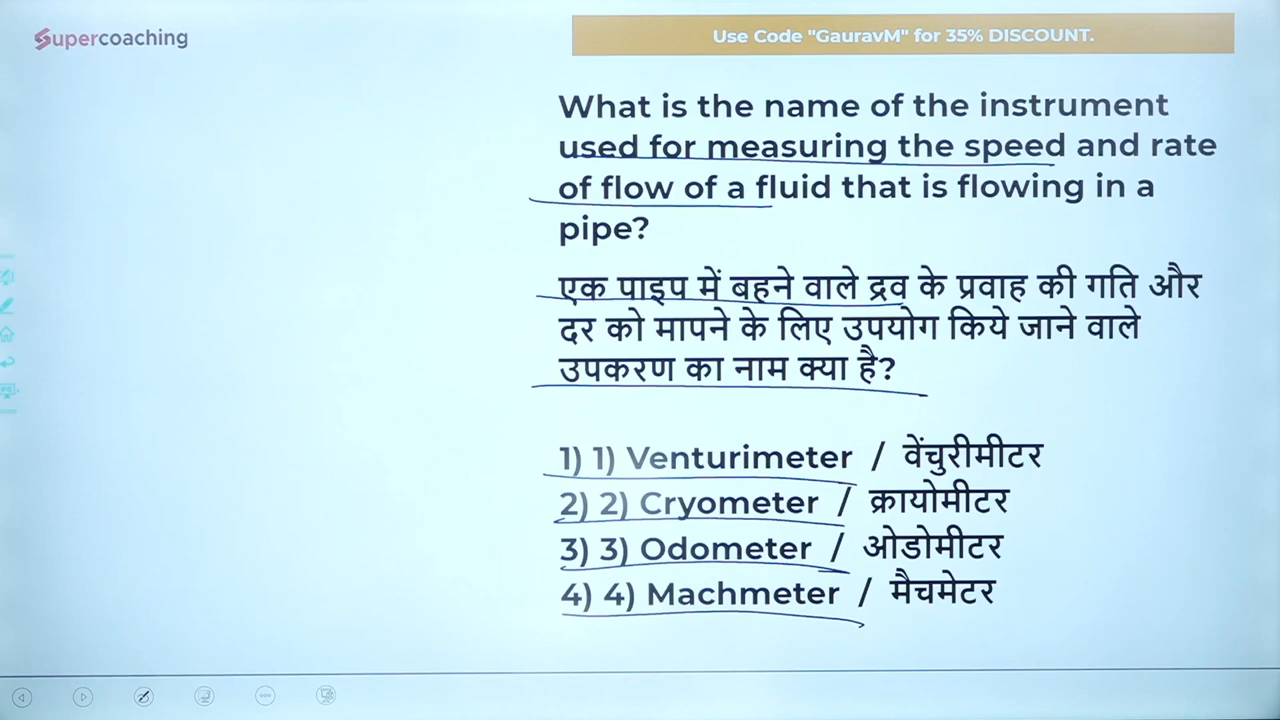 Supercoaching
Use Code "GauravM" for 35% DISCOUNT.
What is the name of the instrument
used for measuring the speed and rate
of flow of a fluid that is flowing in a
pipe?
एक पाइप में बहने वाले द्रव के प्रवाह की गति और
दर को मापने के लिए उपयोग किये जाने वाले
उपकरण का नाम क्या है?
1) 1) Venturimeter / वेंचुरीमीटर
2) 2) Cryometer / क्रायोमीटर
3) 3) Odometer / ओडोमीटर
4) 4) Machmeter / मैचमेटर